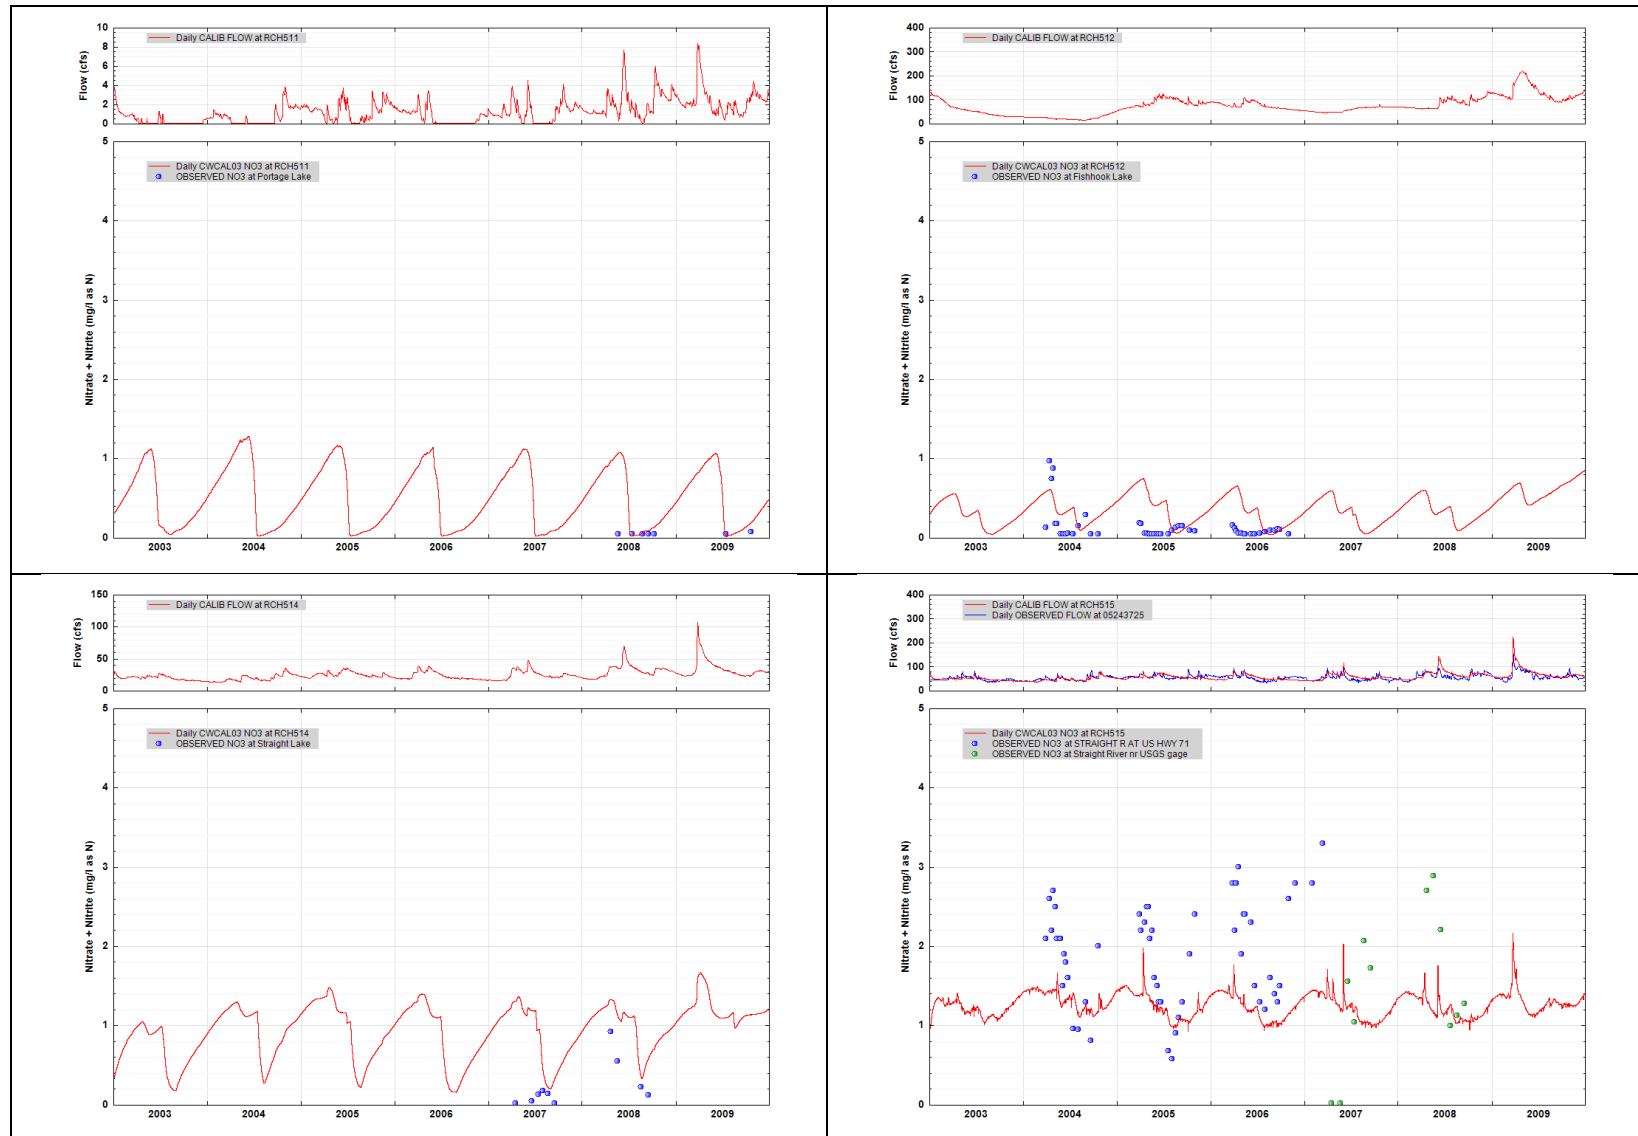 10
8
6
4
2
0
Flow (cfs)
Daily CALIB FLOW at RCH511
5
4
3
2
1
0
Nitrate + Nitrite (mg/l as N)
Daily CWCAL03 NO3 at RCH511
OBSERVED NO3 at Portage Lake
2003 2004 2005 2006 2007 2008 2009
400
300
200
100
0
Flow (cfs)
Daily CALIB FLOW at RCH512
5
4
3
2
1
0
Nitrate + Nitrite (mg/l as N)
Daily CWCAL03 NO3 at RCH512
OBSERVED NO3 at Fishhook Lake
2003 2004 2005 2006 2007 2008 2009
150
100
50
0
Flow (cfs)
Daily CALIB FLOW at RCH514
5
4
3
2
1
0
Nitrate + Nitrite (mg/l as N)
Daily CWCAL03 NO3 at RCH514
OBSERVED NO3 at Straight Lake
2003 2004 2005 2006 2007 2008 2009
400
300
200
100
0
Flow (cfs)
Daily CALIB FLOW at RCH515
Daily OBSERVED FLOW at 05243725
5
4
3
2
1
0
Nitrate + Nitrite (mg/l as N)
Daily CWCAL03 NO3 at RCH515
OBSERVED NO3 at STRAIGHT R AT US HWY 71
OBSERVED NO3 at Straight River nr USGS gage
2003 2004 2005 2006 2007 2008 2009